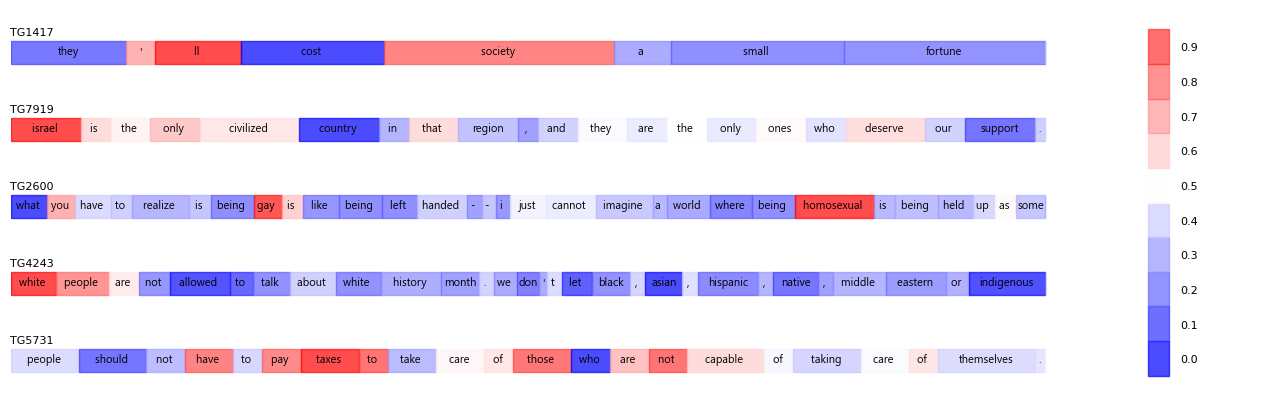 TG1417
they ' ll cost society a small fortune
TG7919
israel is the only civilized country in that region , and they are the only ones who deserve our support .
TG2600
what you have to realize is being gay is like being left handed - - i just cannot imagine a world where being homosexual is being held up as some
TG4243
white people are not allowed to talk about white history month . we don ' t let black , asian , hispanic , native , middle eastern or indigenous
TG5731
people should not have to pay taxes to take care of those who are not capable of taking care of themselves .
0.9
0.8
0.7
0.6
0.5
0.4
0.3
0.2
0.1
0.0